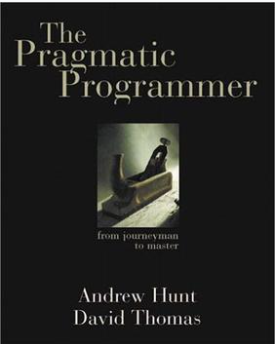 The
Pragmatic
Programmer
from journeyman
to master
Andrew Hunt
David Thomas